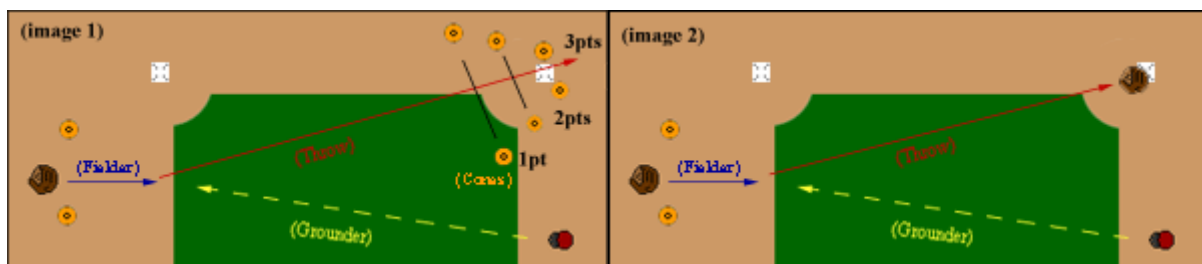 (image 1)
3pts
2pts
1pt
(Cones)
(Fielder)
(Throw)
(Grounder)
(image 2)
(Fielder)
(Throw)
(Grounder)